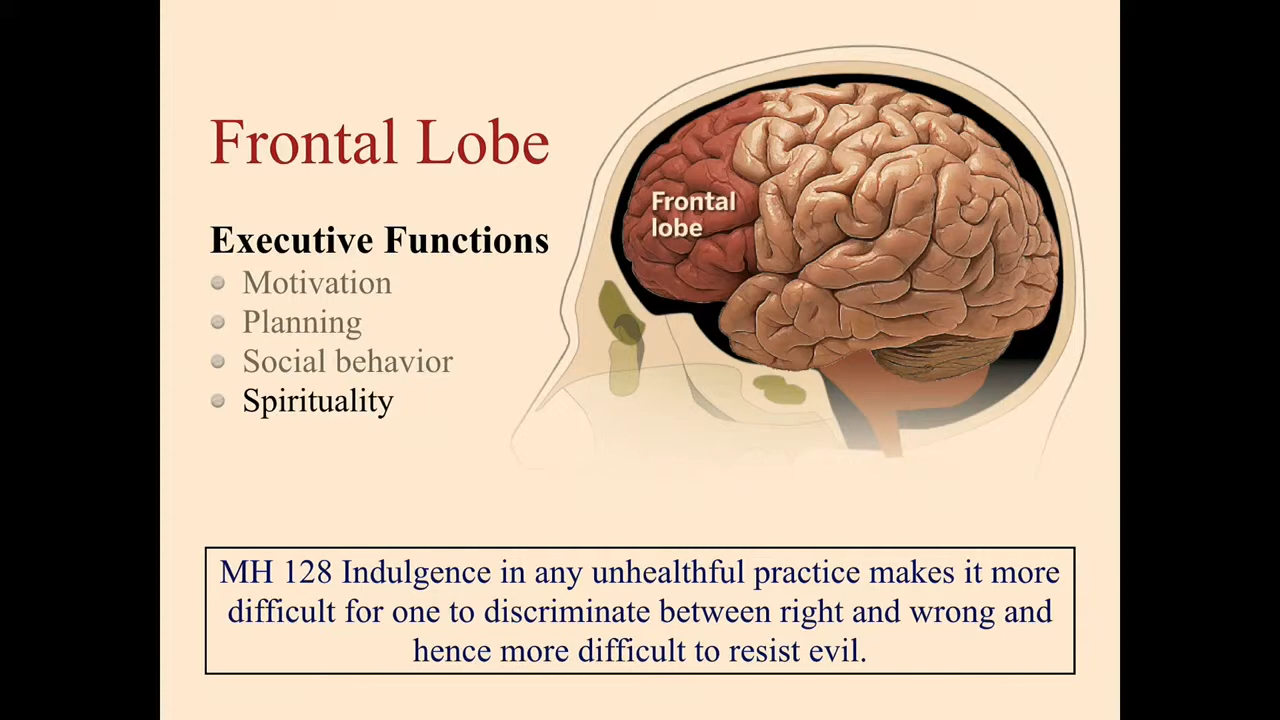 Frontal Lobe
Executive Functions
Motivation
Planning
Social behavior
Spirituality
Frontal
lobe
MH 128 Indulgence in any unhealthful practice makes it more
difficult for one to discriminate between right and wrong and
hence more difficult to resist evil.